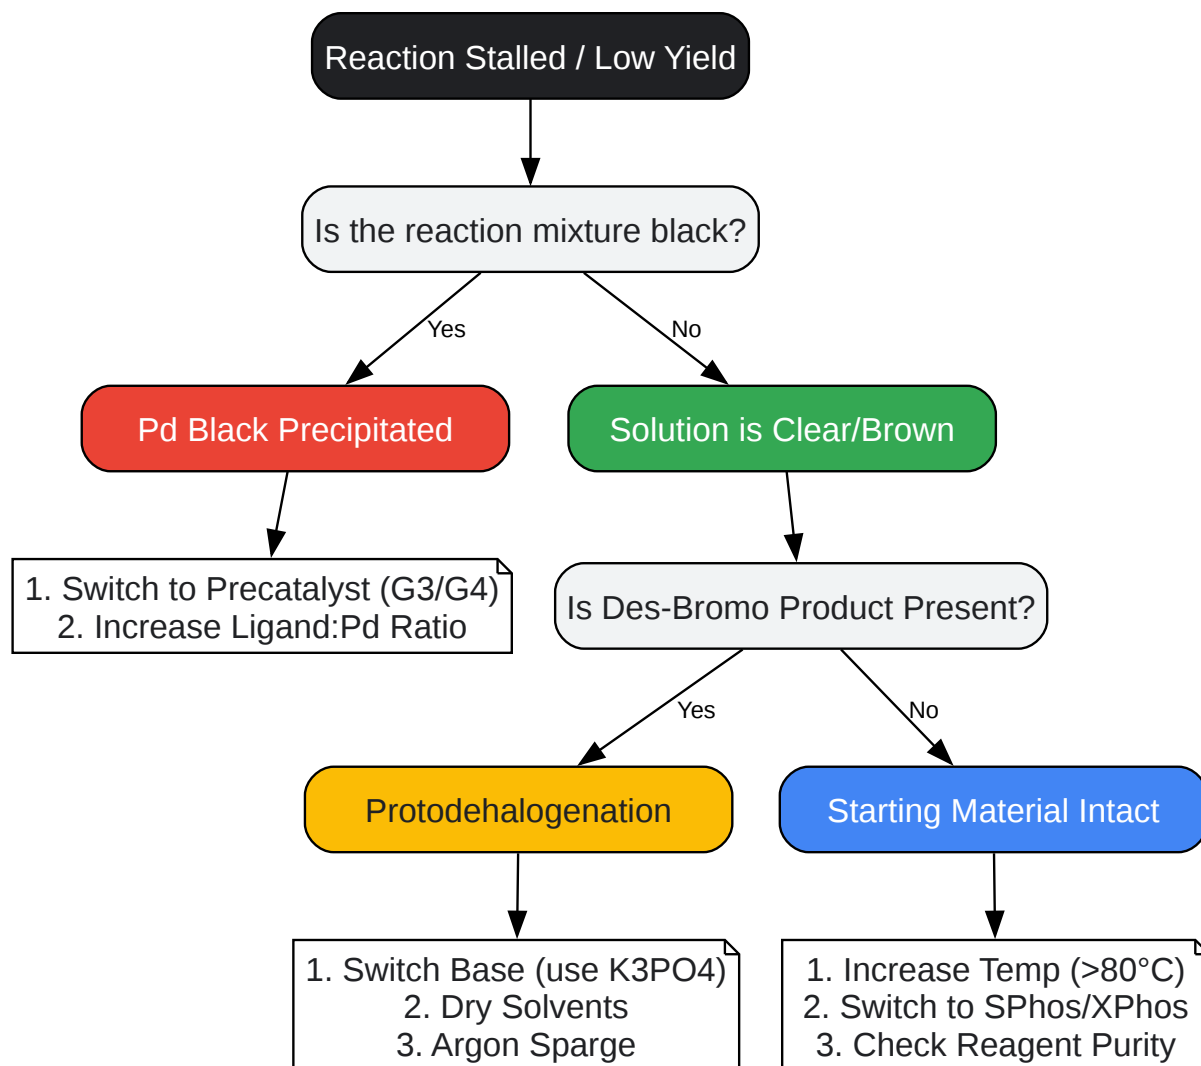 Reaction Stalled / Low Yield
Is the reaction mixture black?
Yes
No
Pd Black Precipitated
Solution is Clear/Brown
1. Switch to Precatalyst (G3/G4)
2. Increase Ligand:Pd Ratio
Is Des-Bromo Product Present?
Yes
No
Protodehalogenation
Starting Material Intact
1. Switch Base (use K3PO4)
2. Dry Solvents
3. Argon Sparge
1. Increase Temp (>80°C)
2. Switch to SPhos/XPhos
3. Check Reagent Purity